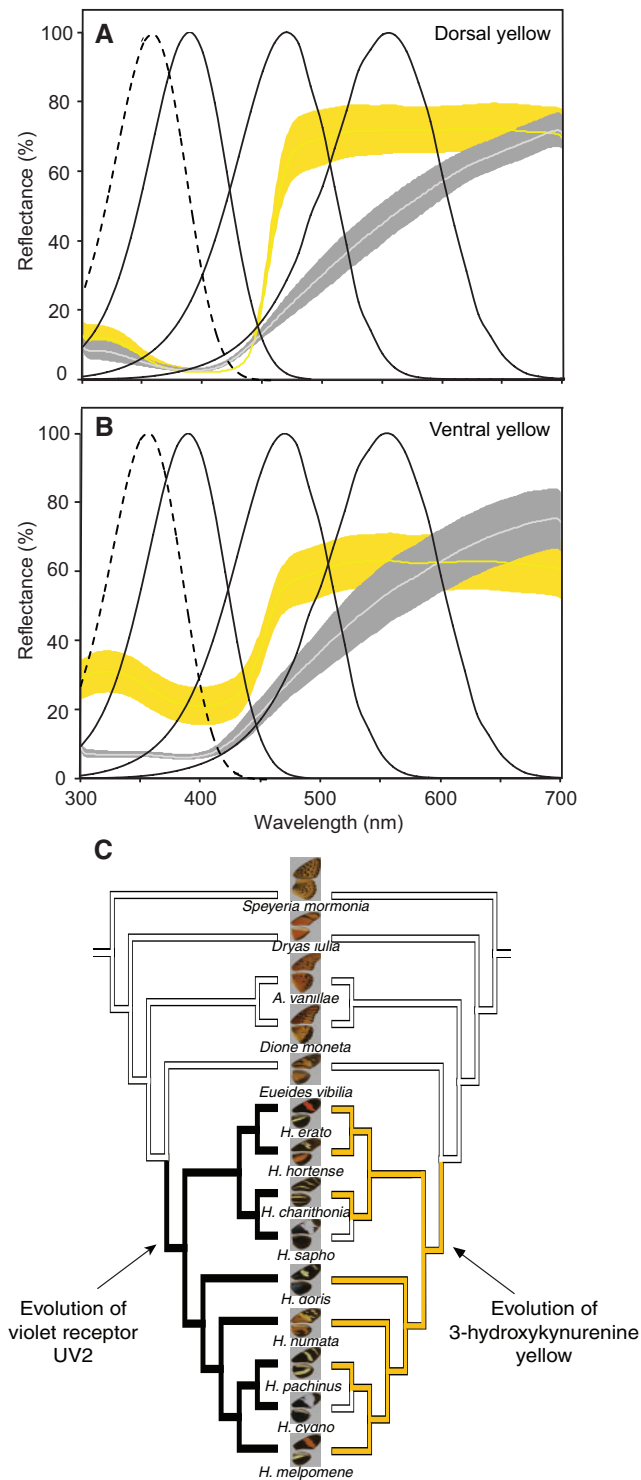 A
Dorsal yellow
Reflectance (%)
100
80
60
40
20
0
B
Ventral yellow
Reflectance (%)
100
80
60
40
20
0
300
400
500
600
700
Wavelength (nm)
C
Speyeria mormonia
Dryas iulia
A. vanillae
Dione moneta
Eueides vibilia
H. erato
H. hortense
H. charithonia
H. sapho
H. doris
H. numata
H. pachinus
H. cydno
H. melpomene
Evolution of
violet receptor
UV2
Evolution of
3-hydroxykynurenine
yellow